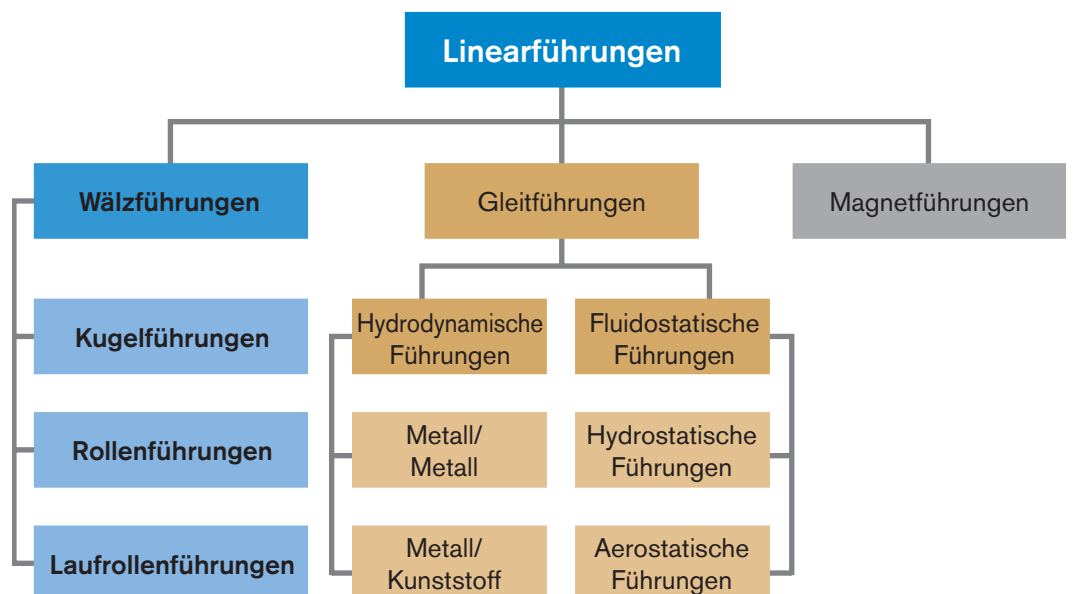 Linearführungen
Wälzführungen
Gleitführungen
Magnetführungen
Kugelführungen
Hydrodynamische
Führungen
Fluidostatische
Führungen
Rollenführungen
Metall/
Metall
Hydrostatische
Führungen
Laufrollenführungen
Metall/
Kunststoff
Aerostatische
Führungen